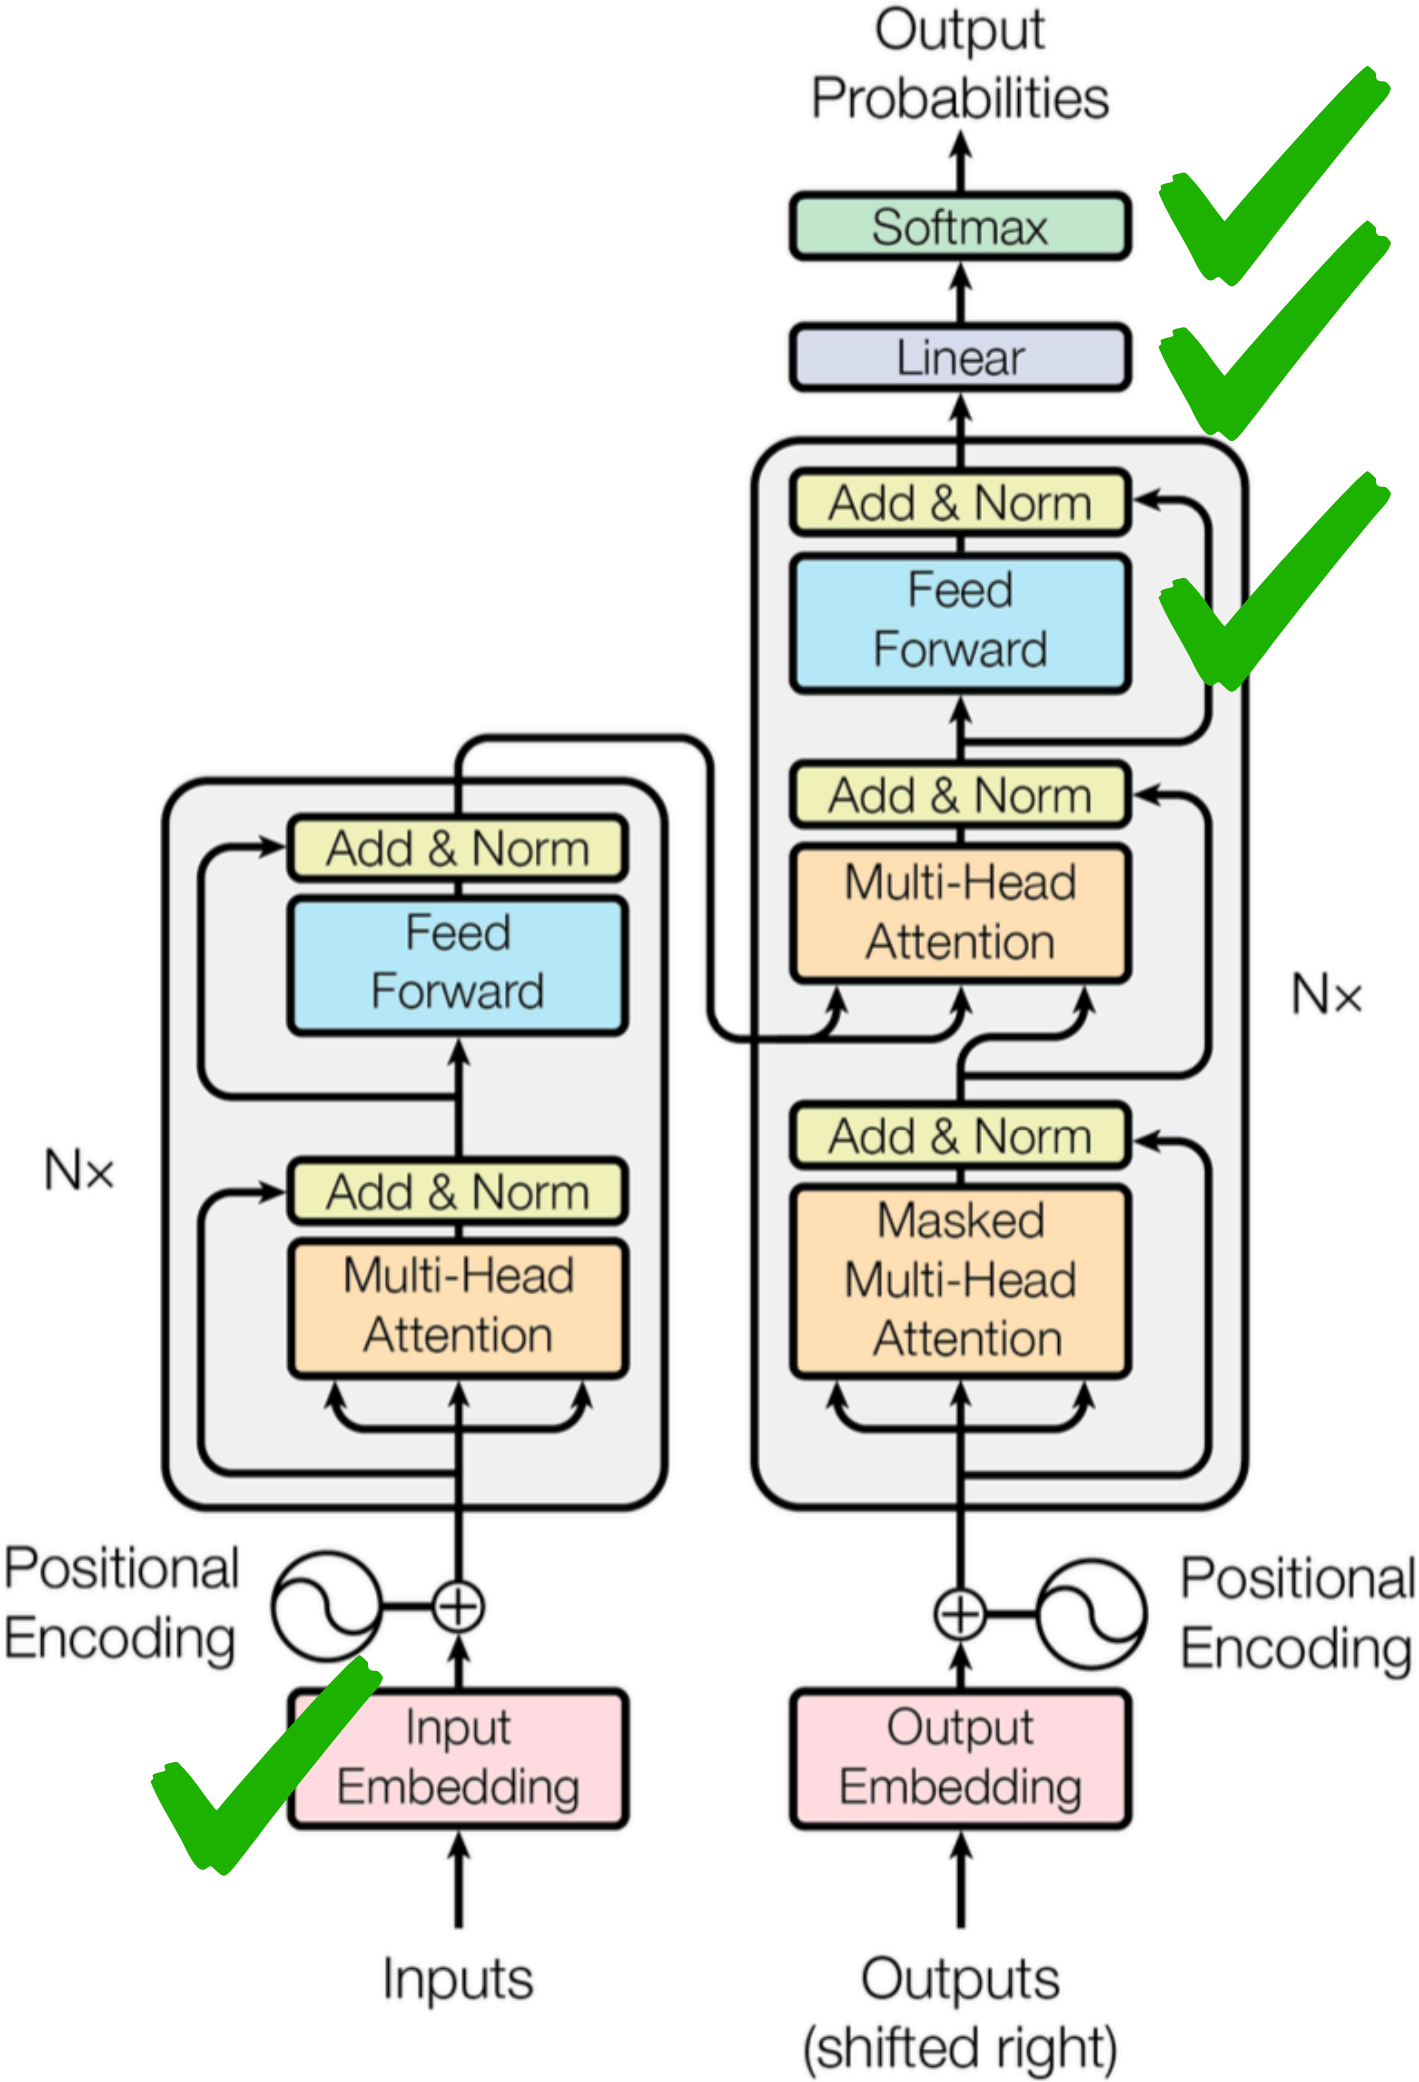 Output
Probabilities
Softmax
Linear
Add & Norm
Feed
Forward
Add & Norm
Multi-Head
Attention
Add & Norm
Masked
Multi-Head
Attention
N×
Add & Norm
Feed
Forward
Add & Norm
Multi-Head
Attention
N×
Positional
Encoding
Positional
Encoding
Input
Embedding
Output
Embedding
Inputs
Outputs
(shifted right)